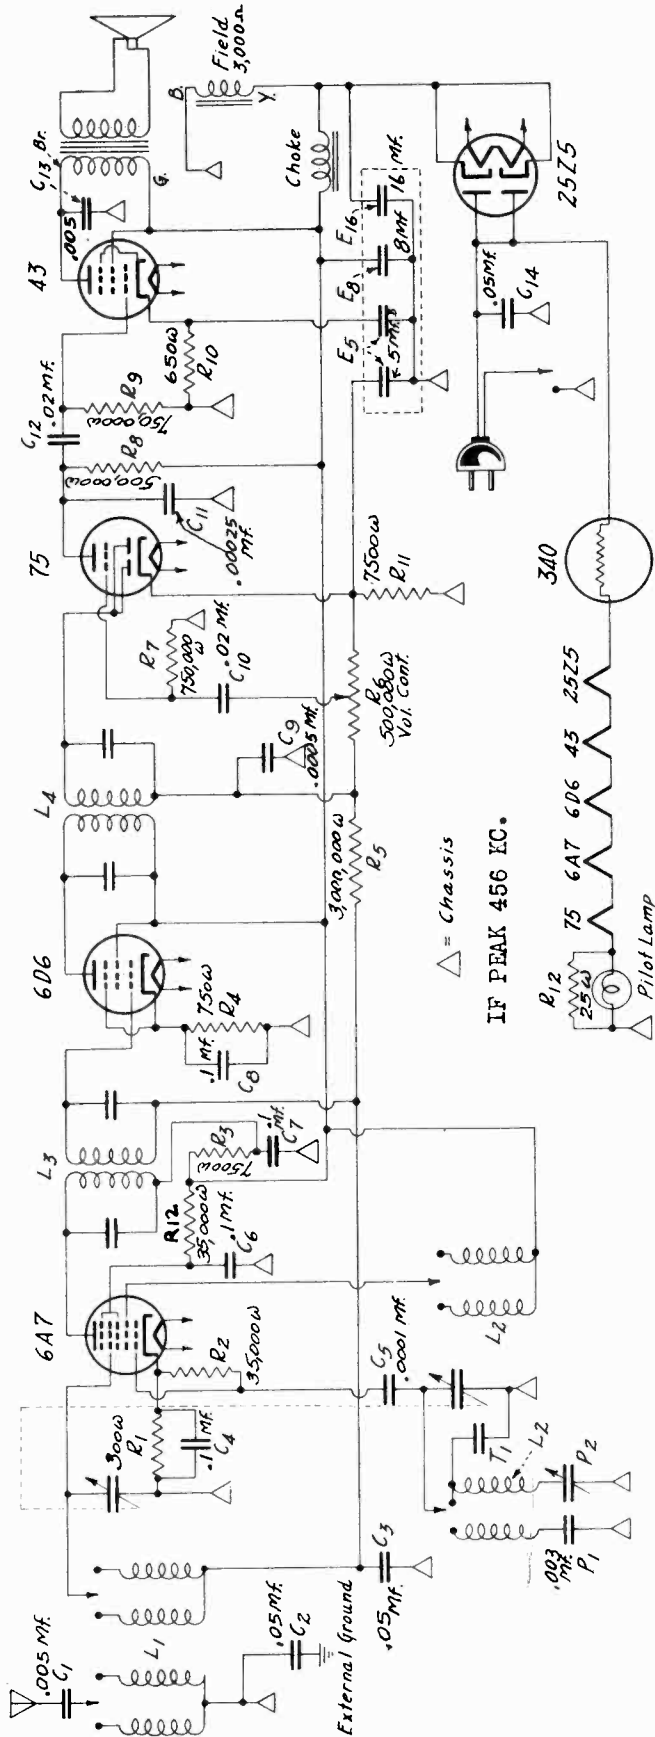 6A7
6D6
75
43
L3
L4
C12
.02 Mf.
C13
Br.
.005
G.
B.
Field
3,000Ω
Y.
Choke
.005 Mf.
C1
L1
.05 Mf.
C2
External Ground
300 ω
R1
.1 Mf.
C4
R2
35,000ω
R12
35,000ω
.1 Mf.
C6
7500ω
R3
.1 Mf.
C7
.1 Mf.
C8
750ω
R4
3,000,000 ω
R5
C9
.0005 Mf.
R7
750,000 ω
.02 Mf.
C10
R6
500,000ω
Vol. Cont.
C11
.00025 Mf.
500,000ω
R8
750,000ω
R9
650ω
R10
7500ω
R11
E5
5 Mf.
E8
8 Mf
E16
16 Mf.
.05 Mf.
C3
C5
.0001 Mf.
L2
T1
L2
.003 Mf.
P1
P2
△ = Chassis
IF PEAK 456 KC.
.05 Mf.
C14
25Z5
340
R12
25 ω
Pilot Lamp
75
6A7
6D6
43
25Z5